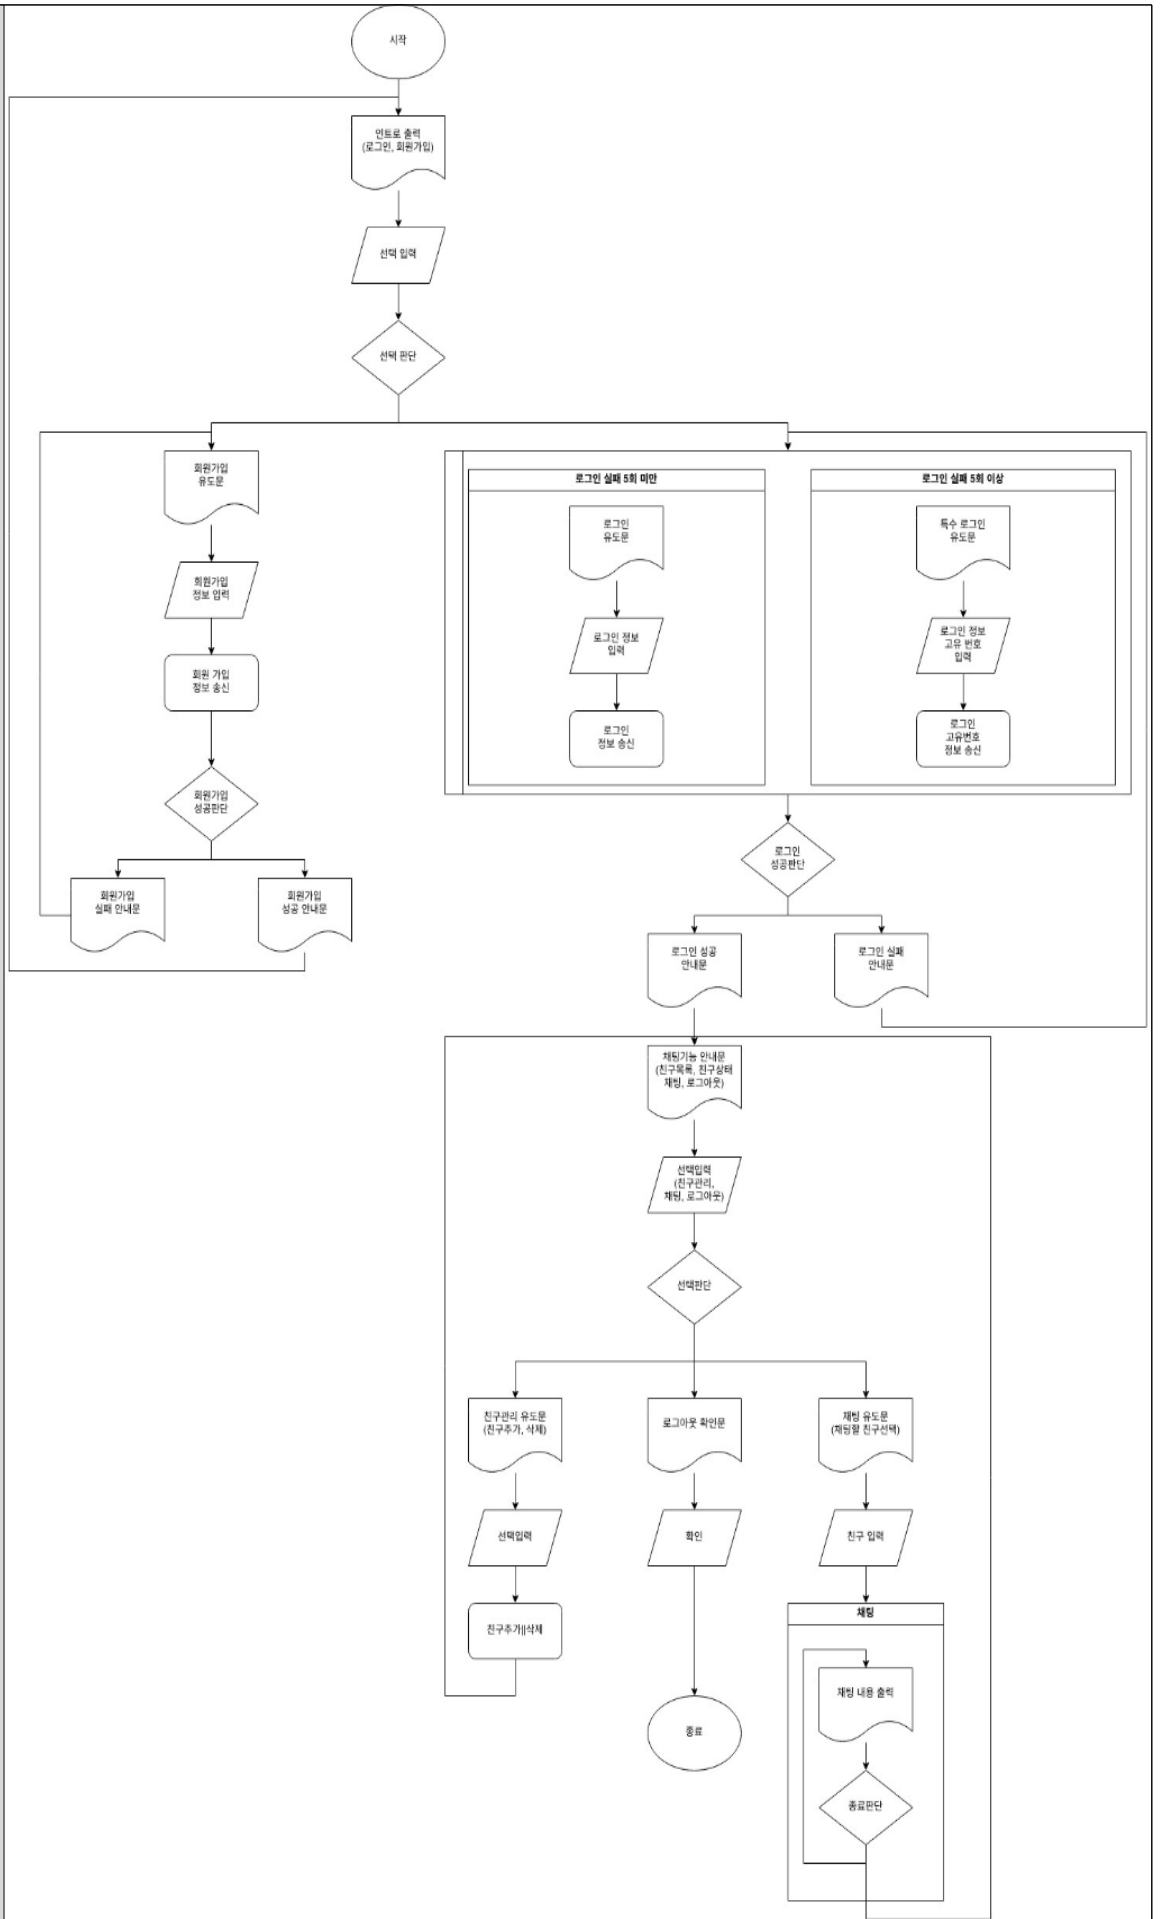 시작
인트로 출력
(로그인, 회원가입)
선택 입력
선택 판단
회원가입
유도문
회원가입
정보 입력
회원 가입
정보 송신
회원가입
성공판단
회원가입
실패 안내문
회원가입
성공 안내문
로그인 실패 5회 미만
로그인
유도문
로그인 정보
입력
로그인
정보 송신
로그인 실패 5회 이상
특수 로그인
유도문
로그인 정보
고유 번호
입력
로그인
고유번호
정보 송신
로그인
성공판단
로그인 성공
안내문
로그인 실패
안내문
채팅기능 안내문
(친구목록, 친구상태
채팅, 로그아웃)
선택입력
(친구관리,
채팅, 로그아웃)
선택판단
친구관리 유도문
(친구추가, 삭제)
선택입력
친구추가||삭제
로그아웃 확인문
확인
종료
채팅 유도문
(채팅할 친구선택)
친구 입력
채팅
채팅 내용 출력
종료판단